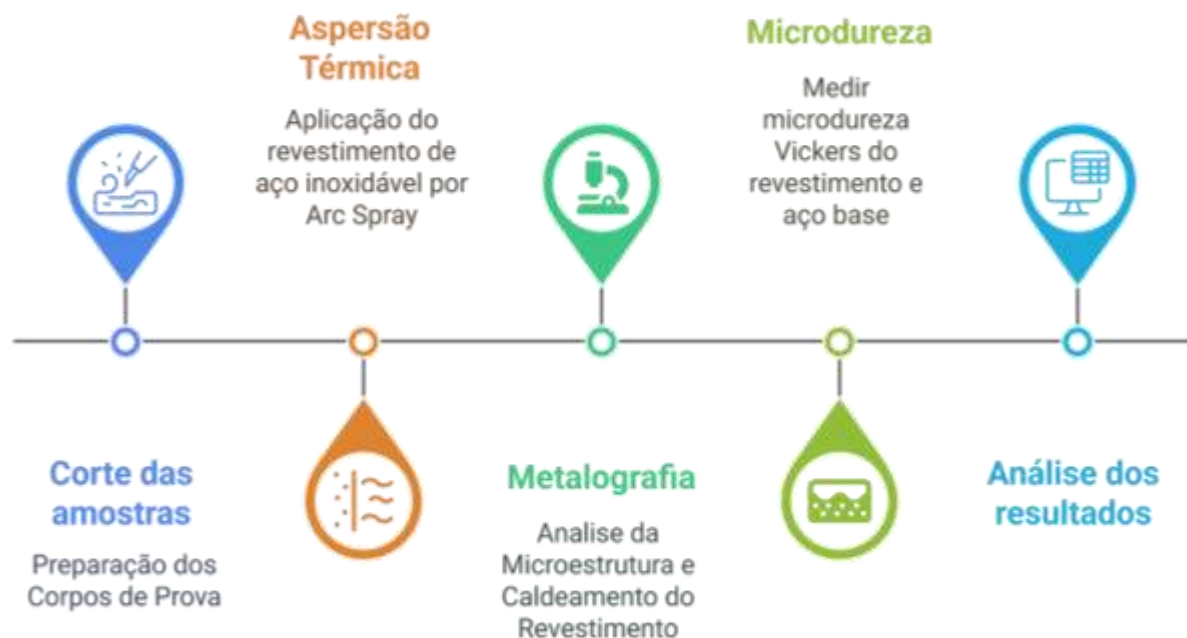 Corte das
amostras
Preparação dos
Corpos de Prova
Aspersão
Térmica
Aplicação do
revestimento de
aço inoxidável por
Arc Spray
Metalografia
Analise da
Microestrutura e
Caldeamento do
Revestimento
Microdureza
Medir
microdureza
Vickers do
revestimento e
aço base
Análise dos
resultados